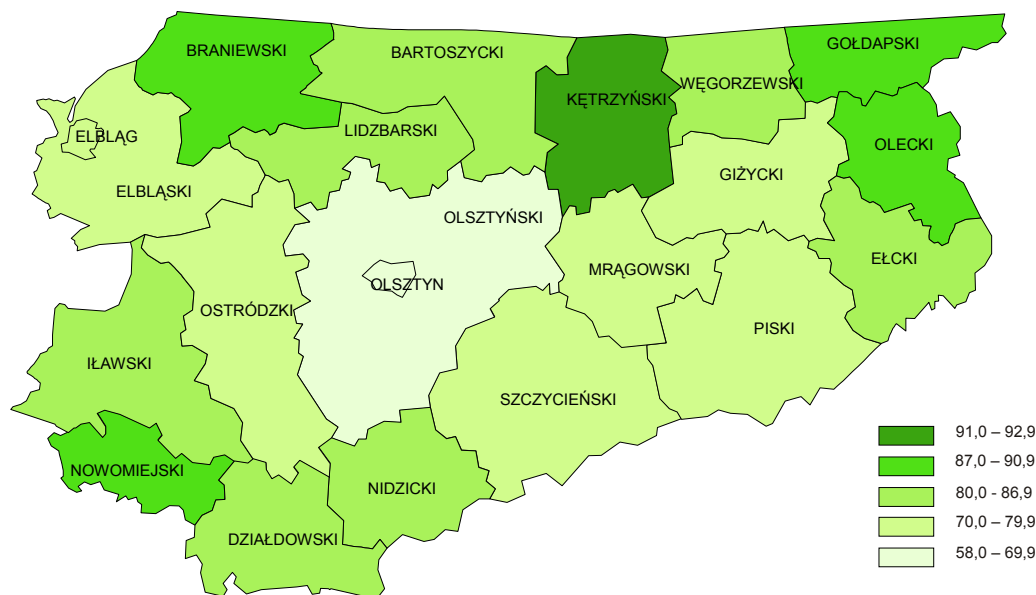 BRANIEWSKI
BARTOSZYCKI
GOŁDAPSKI
WĘGORZEWSKI
KĘTRZYŃSKI
ELBLĄG
LIDZBARSKI
OLECKI
GIŻYCKI
ELBLĄSKI
OLSZTYŃSKI
EŁCKI
MRĄGOWSKI
OLSZTYN
OSTRÓDZKI
PISKI
IŁAWSKI
SZCZYCIEŃSKI
NOWOMIEJSKI
NIDZICKI
DZIAŁDOWSKI
91,0 – 92,9
87,0 – 90,9
80,0 - 86,9
70,0 – 79,9
58,0 – 69,9